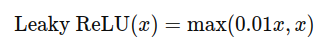 Leaky ReLU(x) = max(0.01x, x)